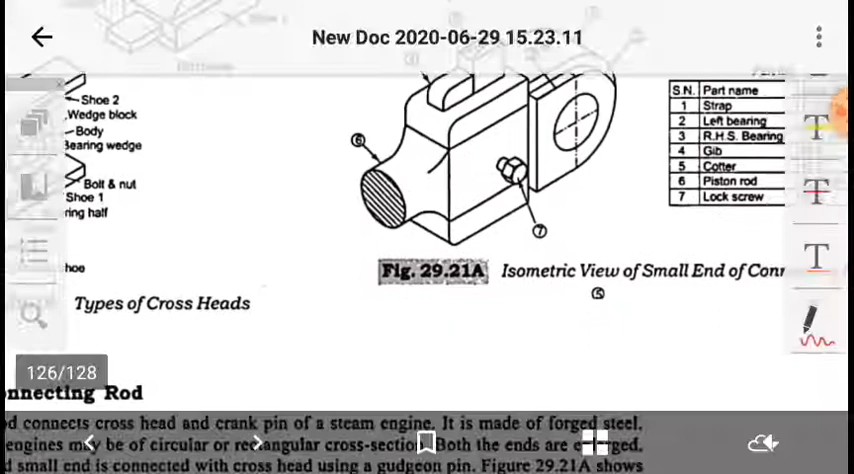 New Doc 2020-06-29 15.23.11
Shoe 2
Wedge block
Body
Bearing wedge
Bolt & nut
Shoe 1
ring half
hoe
Types of Cross Heads
6
7
S.N. Part name
1 Strap
2 Left bearing
3 R.H.S. Bearing
4 Gib
5 Cotter
6 Piston rod
7 Lock screw
Fig. 29.21A Isometric View of Small End of Conn
5
T
T
T
126/128
nnecting Rod
d connects cross head and crank pin of a steam engine. It is made of forged steel.
engines may be of circular or rectangular cross-section. Both the ends are
d small end is connected with cross head using a gudgeon pin. Figure 29.21A shows